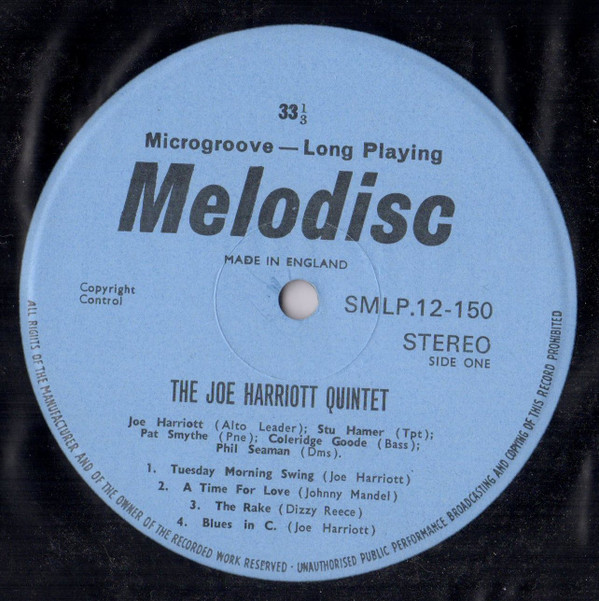 33⅓
Microgroove — Long Playing
Melodisc
MADE IN ENGLAND
Copyright
Control
SMLP.12-150
STEREO
SIDE ONE
THE JOE HARRIOTT QUINTET
Joe Harriott (Alto Leader); Stu Hamer (Tpt);
Pat Smythe (Pne); Coleridge Goode (Bass);
Phil Seaman (Dms).
1. Tuesday Morning Swing (Joe Harriott)
2. A Time For Love (Johnny Mandel)
3. The Rake (Dizzy Reece)
4. Blues in C. (Joe Harriott)
ALL RIGHTS OF THE MANUFACTURER AND OF THE OWNER OF THE RECORDED WORK RESERVED · UNAUTHORISED PUBLIC PERFORMANCE BROADCASTING AND COPYING OF THIS RECORD PROHIBITED